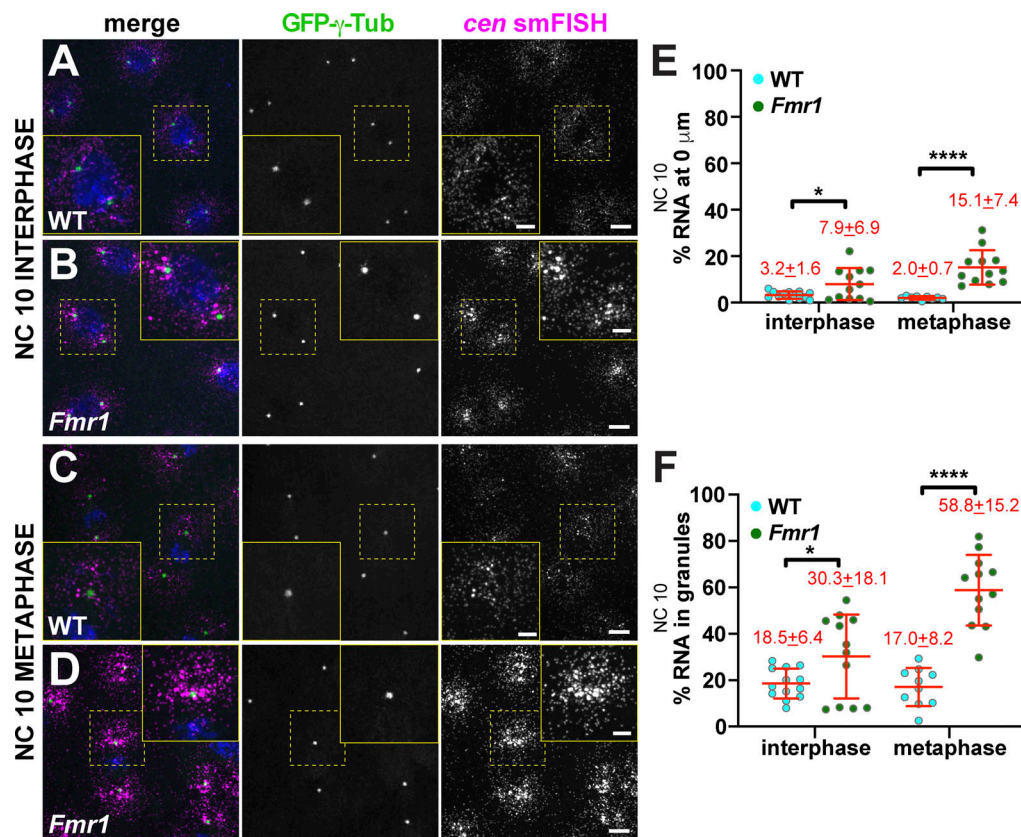 merge
GFP-γ-Tub
cen smFISH
NC 10 INTERPHASE
A
WT
B
Fmr1
NC 10 METAPHASE
C
WT
D
Fmr1
E
WT
Fmr1
NC 10
% RNA at 0 μm
100
80
60
40
20
0
*
****
3.2±1.6
7.9±6.9
2.0±0.7
15.1±7.4
interphase
metaphase
F
WT
Fmr1
NC 10
% RNA in granules
100
80
60
40
20
0
*
****
18.5±6.4
30.3±18.1
17.0±8.2
58.8±15.2
interphase
metaphase